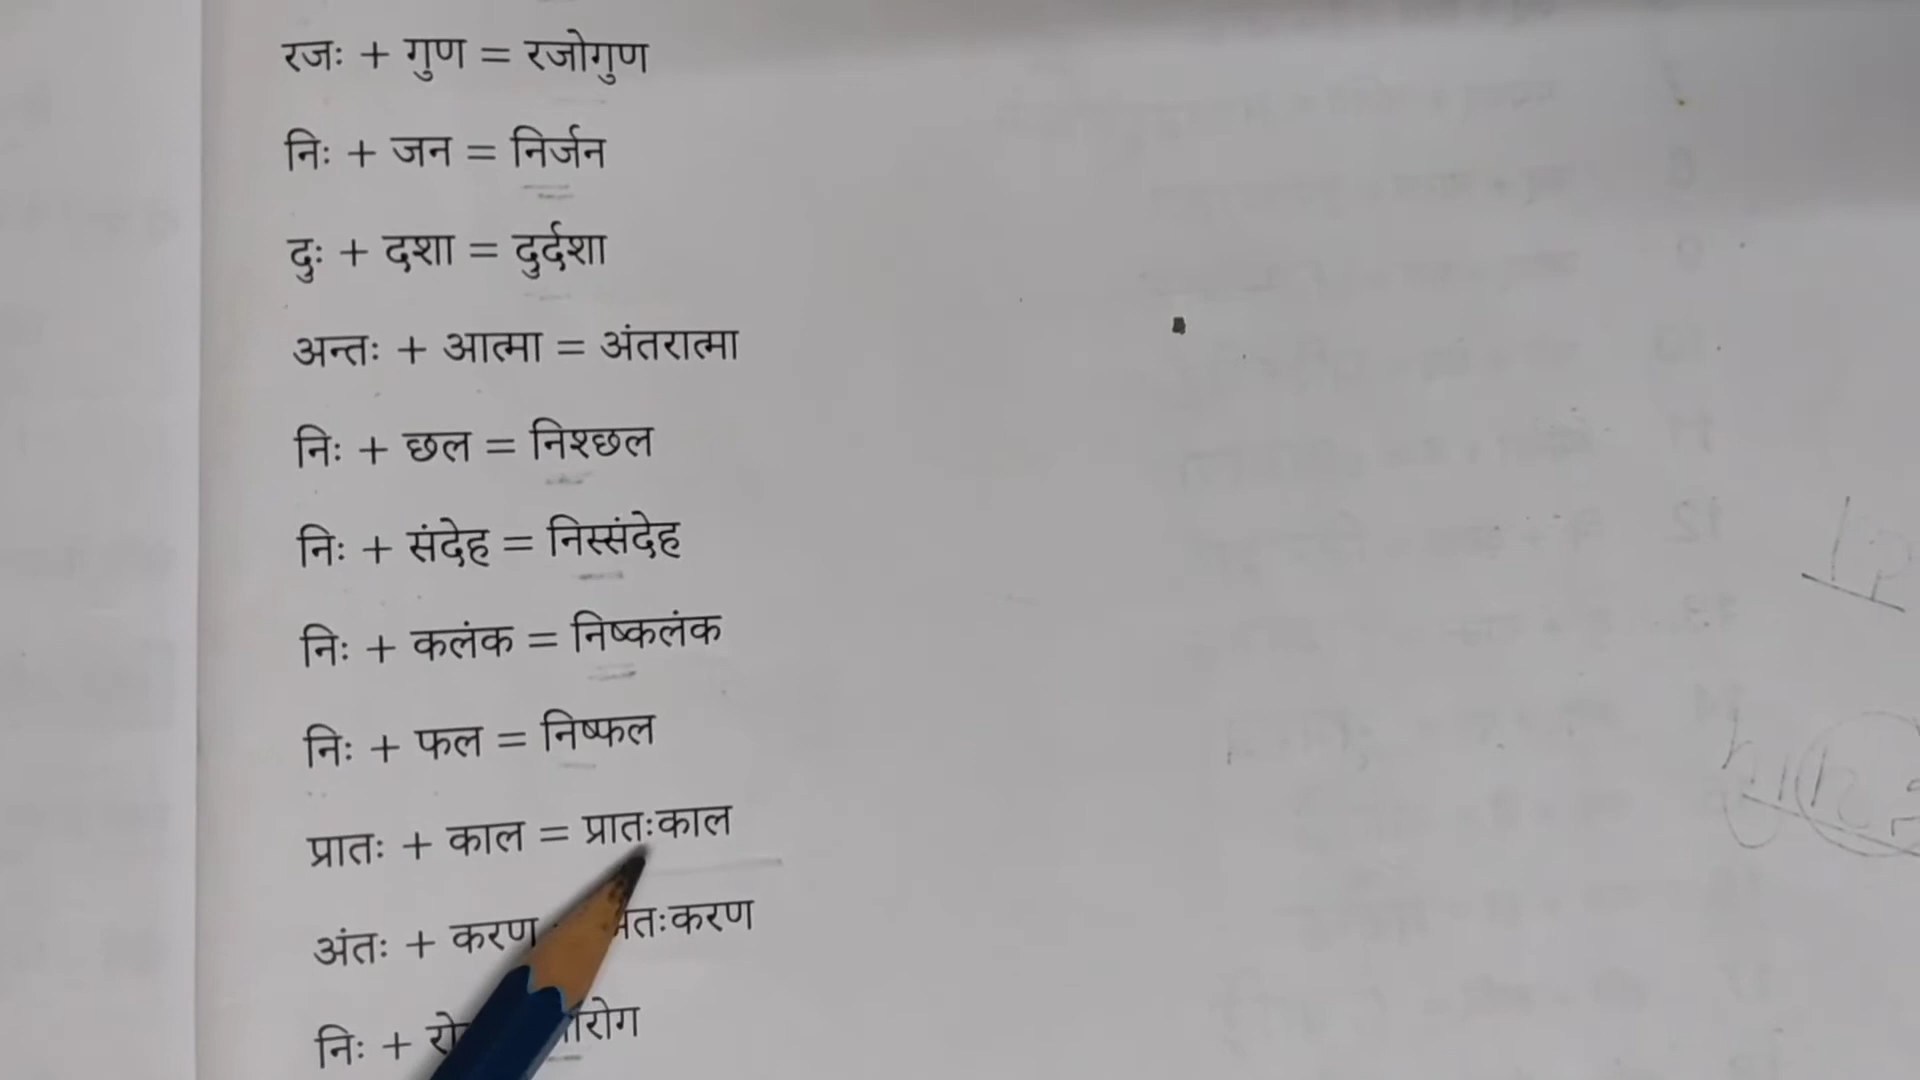 रजः + गुण = रजोगुण
निः + जन = निर्जन
दुः + दशा = दुर्दशा
अन्तः + आत्मा = अंतरात्मा
निः + छल = निश्छल
निः + संदेह = निस्संदेह
निः + कलंक = निष्कलंक
निः + फल = निष्फल
प्रातः + काल = प्रातःकाल
अंतः + करण
निः +